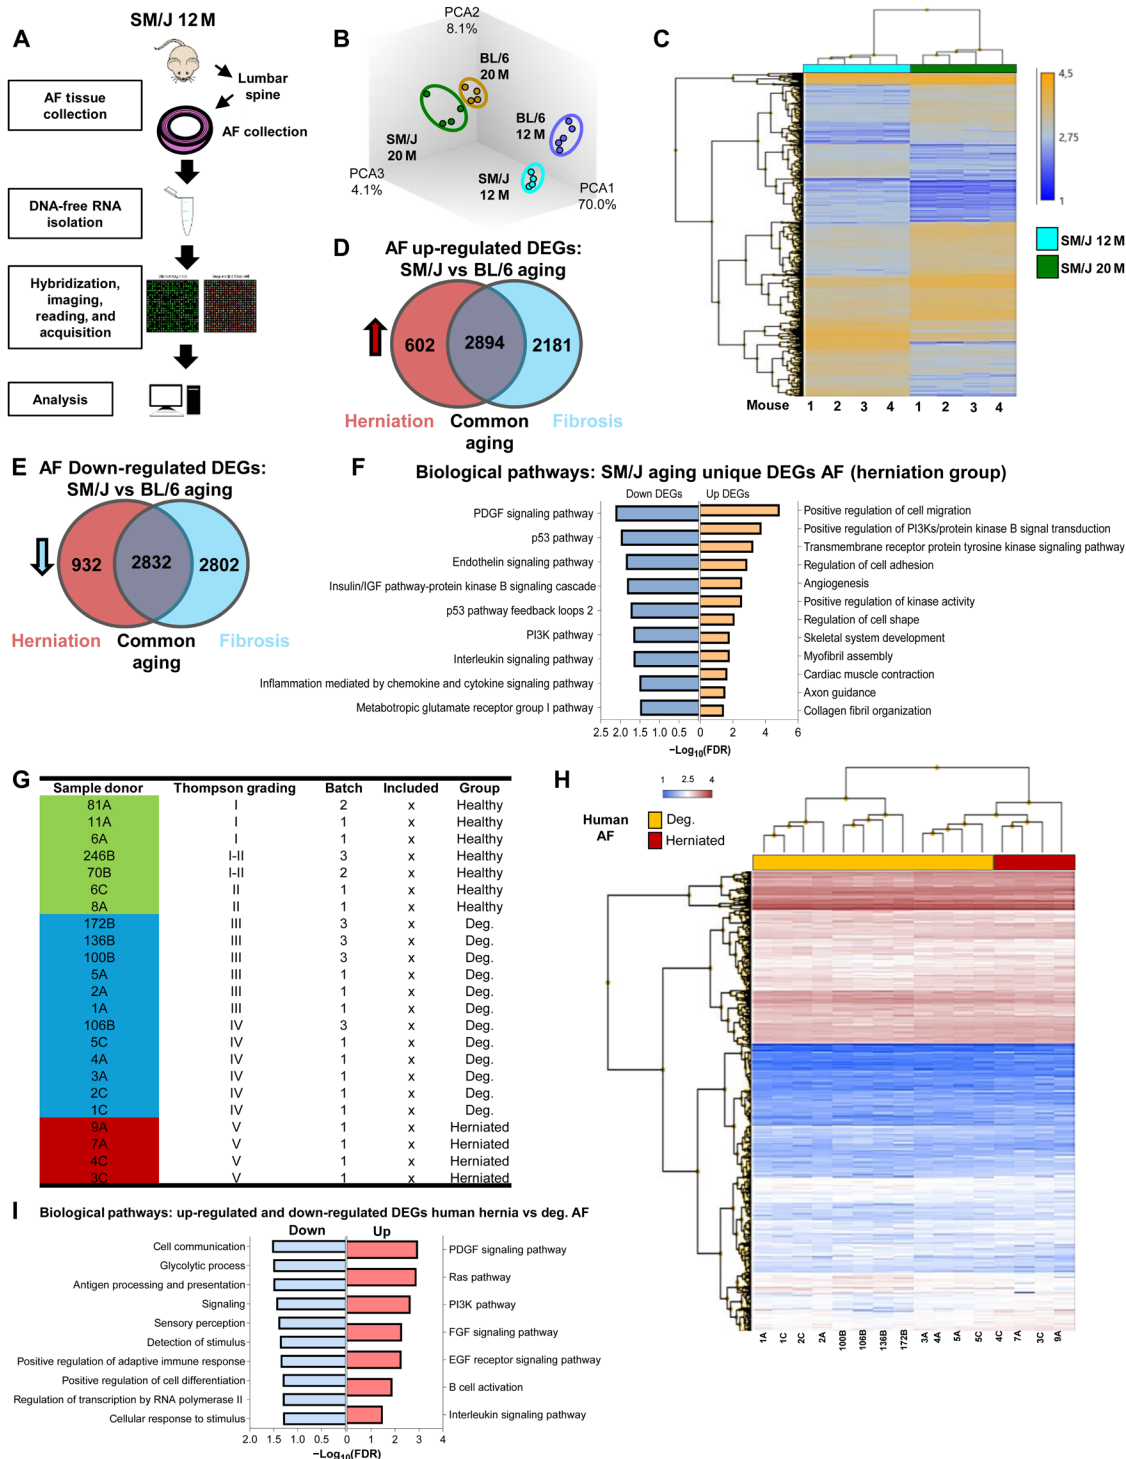 A
SM/J 12 M
AF tissue
collection
Lumbar
spine
AF collection
DNA-free RNA
isolation
Hybridization,
imaging,
reading, and
acquisition
Analysis
B
PCA2
8.1%
BL/6
20 M
BL/6
12 M
SM/J
20 M
SM/J
12 M
PCA3
4.1%
PCA1
70.0%
C
4,5
2,75
1
SM/J 12 M
SM/J 20 M
Mouse 1 2 3 4 1 2 3 4
D
AF up-regulated DEGs:
SM/J vs BL/6 aging
602 2894 2181
Herniation Common aging Fibrosis
E
AF Down-regulated DEGs:
SM/J vs BL/6 aging
932 2832 2802
Herniation Common aging Fibrosis
F
Biological pathways: SM/J aging unique DEGs AF (herniation group)
Down DEGs Up DEGs
PDGF signaling pathway
p53 pathway
Endothelin signaling pathway
Insulin/IGF pathway-protein kinase B signaling cascade
p53 pathway feedback loops 2
PI3K pathway
Interleukin signaling pathway
Inflammation mediated by chemokine and cytokine signaling pathway
Metabotropic glutamate receptor group I pathway
Positive regulation of cell migration
Positive regulation of PI3Ks/protein kinase B signal transduction
Transmembrane receptor protein tyrosine kinase signaling pathway
Regulation of cell adhesion
Angiogenesis
Positive regulation of kinase activity
Regulation of cell shape
Skeletal system development
Myofibril assembly
Cardiac muscle contraction
Axon guidance
Collagen fibril organization
2.5 2.0 1.5 1.0 0.5 0 2 4 6
−Log10(FDR)
G
Sample donor Thompson grading Batch Included Group
81A I 2 x Healthy
11A I 1 x Healthy
6A I 1 x Healthy
246B I-II 3 x Healthy
70B I-II 2 x Healthy
6C II 1 x Healthy
8A II 1 x Healthy
172B III 3 x Deg.
136B III 3 x Deg.
100B III 3 x Deg.
5A III 1 x Deg.
2A III 1 x Deg.
1A III 1 x Deg.
106B IV 3 x Deg.
5C IV 1 x Deg.
4A IV 1 x Deg.
3A IV 1 x Deg.
2C IV 1 x Deg.
1C IV 1 x Deg.
9A V 1 x Herniated
7A V 1 x Herniated
4C V 1 x Herniated
3C V 1 x Herniated
H
1 2.5 4
Human
AF
Deg.
Herniated
1A 1C 2C 2A 100B 106B 136B 172B 3A 4A 5A 5C 4C 7A 3C 9A
I
Biological pathways: up-regulated and down-regulated DEGs human hernia vs deg. AF
Down Up
Cell communication
Glycolytic process
Antigen processing and presentation
Signaling
Sensory perception
Detection of stimulus
Positive regulation of adaptive immune response
Positive regulation of cell differentiation
Regulation of transcription by RNA polymerase II
Cellular response to stimulus
PDGF signaling pathway
Ras pathway
PI3K pathway
FGF signaling pathway
EGF receptor signaling pathway
B cell activation
Interleukin signaling pathway
2.0 1.5 1.0 0.5 0 1 2 3 4
−Log10(FDR)